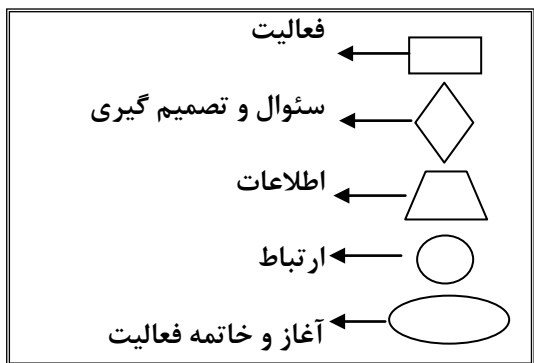 فعالیت
سئوال و تصمیم گیری
اطلاعات
ارتباط
آغاز و خاتمه فعالیت